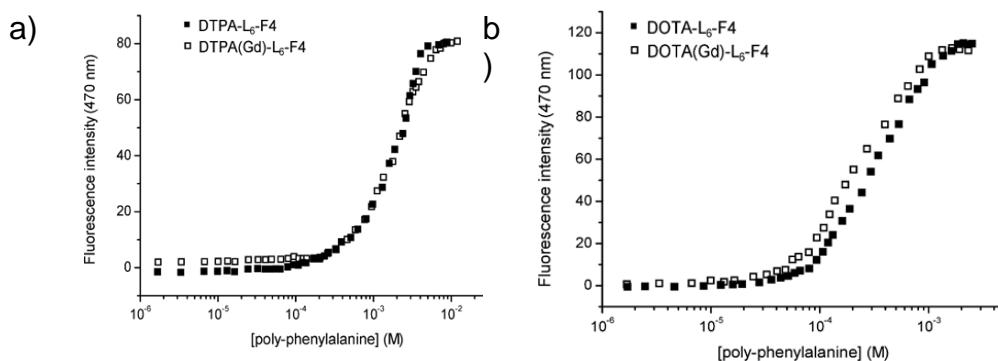 a)
DTPA-L₆-F4
DTPA(Gd)-L₆-F4
Fluorescence intensity (470 nm)
80
60
40
20
0
10⁻⁶ 10⁻⁵ 10⁻⁴ 10⁻³ 10⁻²
[poly-phenylalanine] (M)
b
)
DOTA-L₆-F4
DOTA(Gd)-L₆-F4
Fluorescence intensity (470 nm)
120
100
80
60
40
20
0
10⁻⁶ 10⁻⁵ 10⁻⁴ 10⁻³
[poly-phenylalanine] (M)